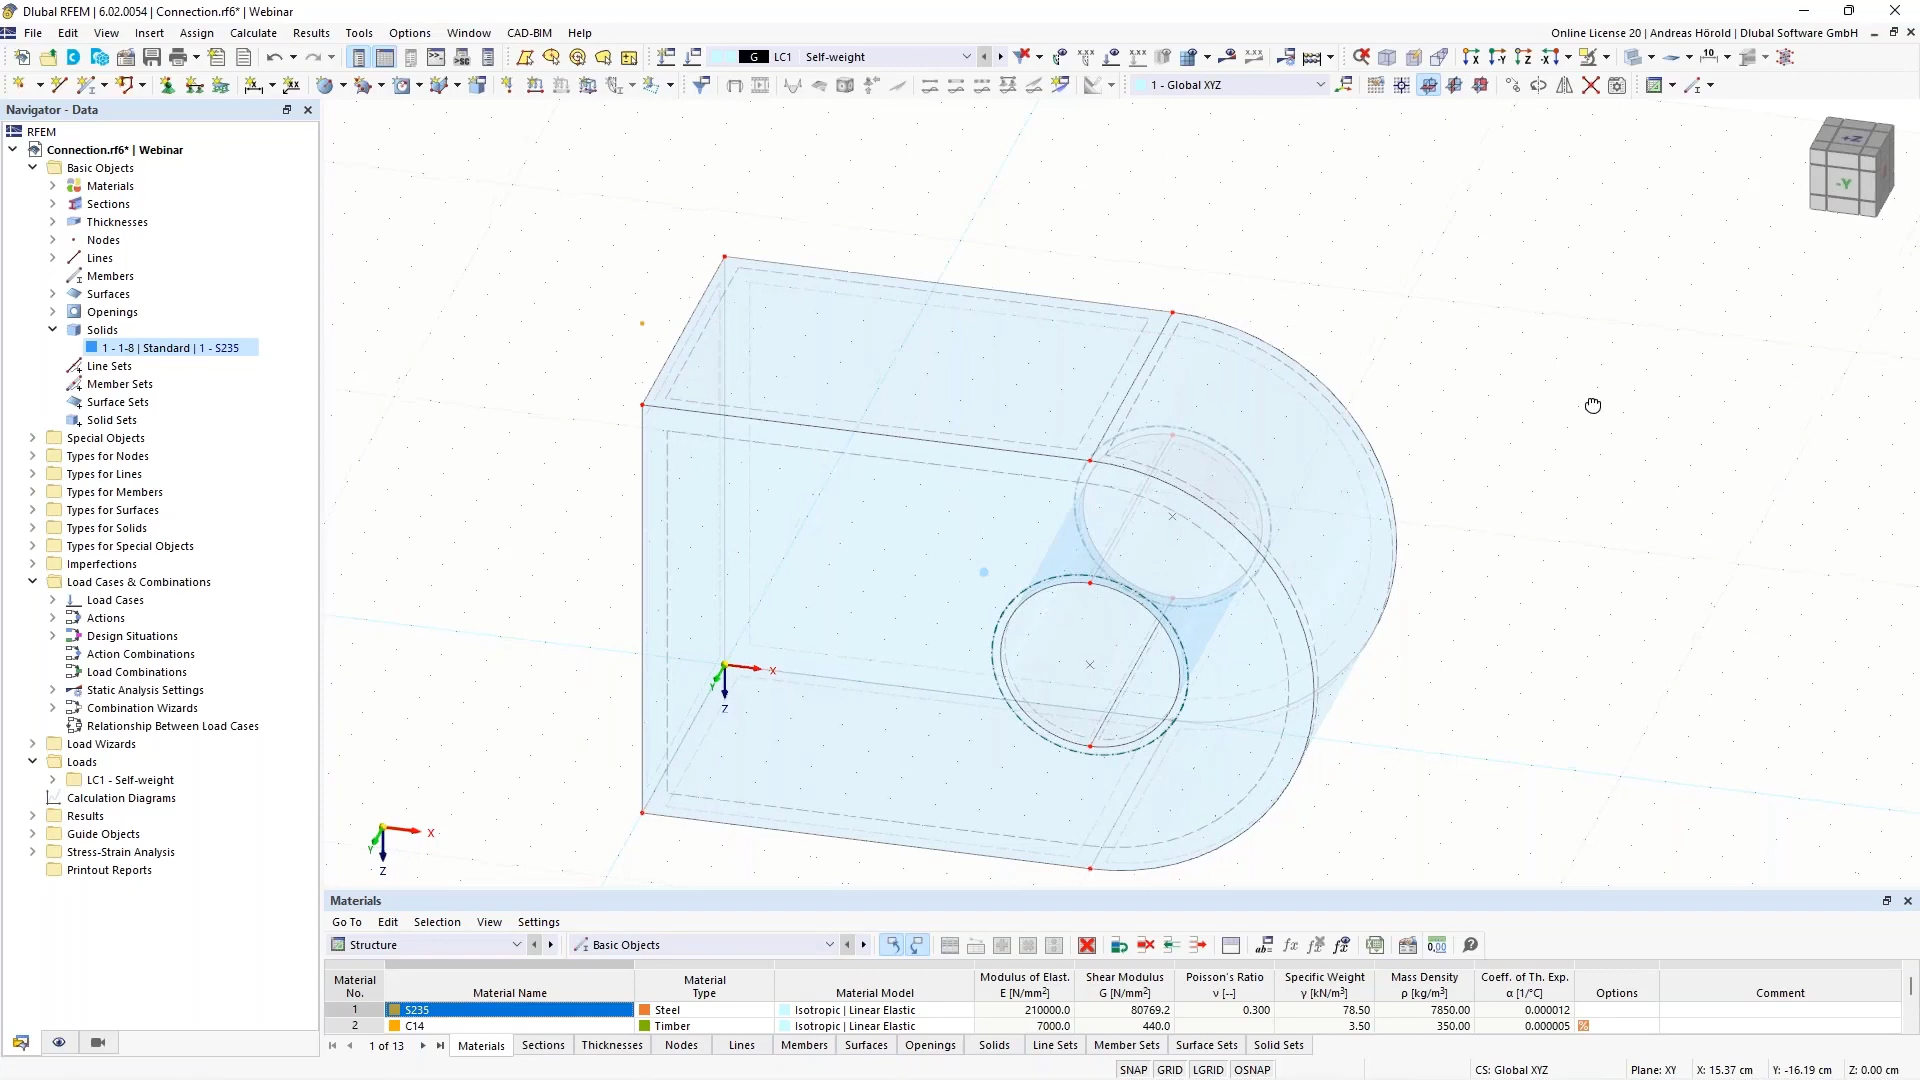 Dlubal RFEM | 6.02.0054 | Connection.rf6* | Webinar
File Edit View Insert Assign Calculate Results Tools Options Window CAD-BIM Help
Online License 20 | Andreas Hörold | Dlubal Software GmbH
G LC1 Self-weight
1 - Global XYZ
Navigator - Data
RFEM
Connection.rf6* | Webinar
Basic Objects
Materials
Sections
Thicknesses
Nodes
Lines
Members
Surfaces
Openings
Solids
1 - 1-8 | Standard | 1 - S235
Line Sets
Member Sets
Surface Sets
Solid Sets
Special Objects
Types for Nodes
Types for Lines
Types for Members
Types for Surfaces
Types for Solids
Types for Special Objects
Imperfections
Load Cases & Combinations
Load Cases
Actions
Design Situations
Action Combinations
Load Combinations
Static Analysis Settings
Combination Wizards
Relationship Between Load Cases
Load Wizards
Loads
LC1 - Self-weight
Calculation Diagrams
Results
Guide Objects
Stress-Strain Analysis
Printout Reports
+Z
-Y
X
Y
Z
X
Y
Z
Materials
Go To Edit Selection View Settings
Structure Basic Objects
Material No. Material Name Material Type Material Model Modulus of Elast. E [N/mm²] Shear Modulus G [N/mm²] Poisson's Ratio ν [--] Specific Weight γ [kN/m³] Mass Density ρ [kg/m³] Coeff. of Th. Exp. α [1/°C] Options Comment
1 S235 Steel Isotropic | Linear Elastic 210000.0 80769.2 0.300 78.50 7850.00 0.000012
2 C14 Timber Isotropic | Linear Elastic 7000.0 440.0 3.50 350.00 0.000005
1 of 13 Materials Sections Thicknesses Nodes Lines Members Surfaces Openings Solids Line Sets Member Sets Surface Sets Solid Sets
SNAP GRID LGRID OSNAP CS: Global XYZ Plane: XY X: 15.37 cm Y: -16.19 cm Z: 0.00 cm